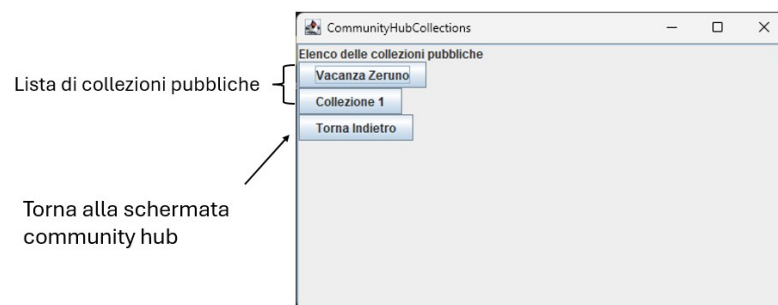 CommunityHubCollections
Elenco delle collezioni pubbliche
Lista di collezioni pubbliche
Vacanza Zeruno
Collezione 1
Torna Indietro
Torna alla schermata
community hub